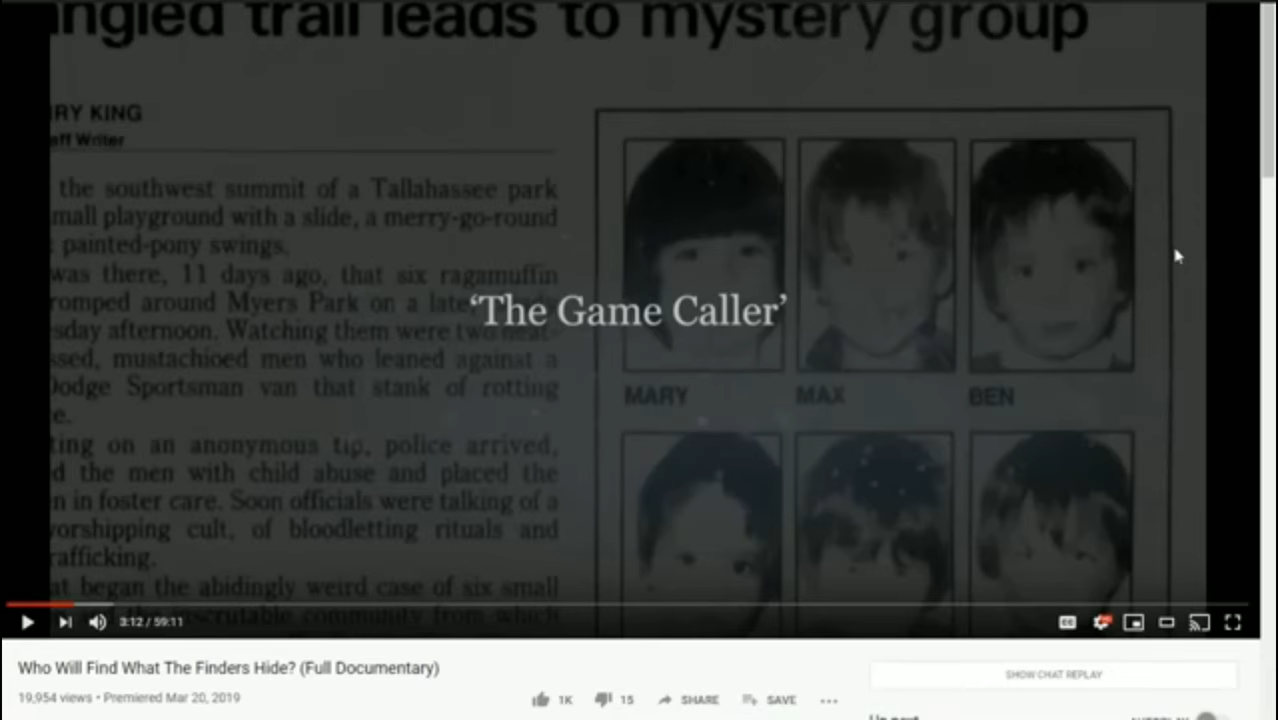 ngled trail leads to mystery group
RY KING
aff Writer
the southwest summit of a Tallahassee park
mall playground with a slide, a merry-go-round
painted-pony swings.
was there, 11 days ago, that six ragamuffin
romped around Myers Park on a late
sday afternoon. Watching them were two neat-
ssed, mustachioed men who leaned against a
Dodge Sportsman van that stank of rotting
e.
ting on an anonymous tip, police arrived,
d the men with child abuse and placed the
n in foster care. Soon officials were talking of a
worshipping cult, of bloodletting rituals and
rafficking.
at began the abidingly weird case of six small
the inscrutable community from which
‘The Game Caller’
MARY MAX BEN
3:12 / 59:11
CC
Who Will Find What The Finders Hide? (Full Documentary)
19,954 views • Premiered Mar 20, 2019
1K 15 SHARE SAVE
SHOW CHAT REPLAY
Up next
AUTOPLAY